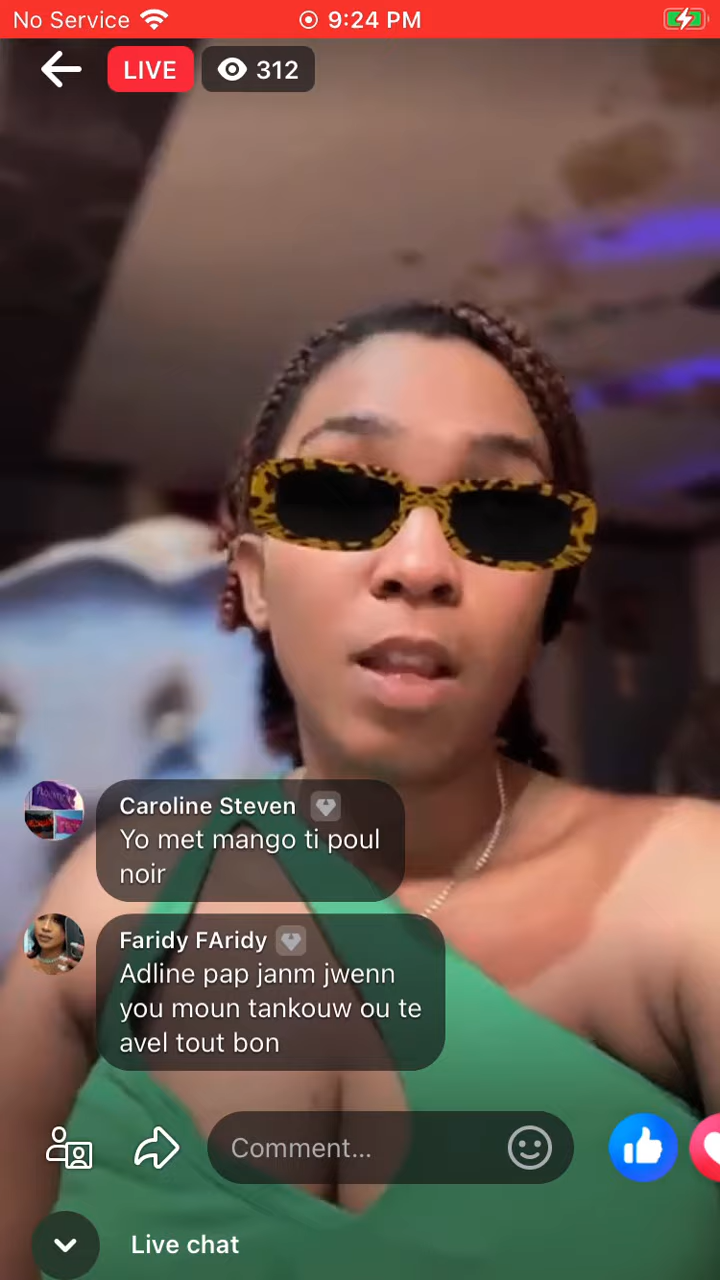 No Service 9:24 PM
LIVE 312
Caroline Steven
Yo met mango ti poul
noir
Faridy FAridy
Adline pap janm jwenn
you moun tankouw ou te
avel tout bon
Comment...
Live chat